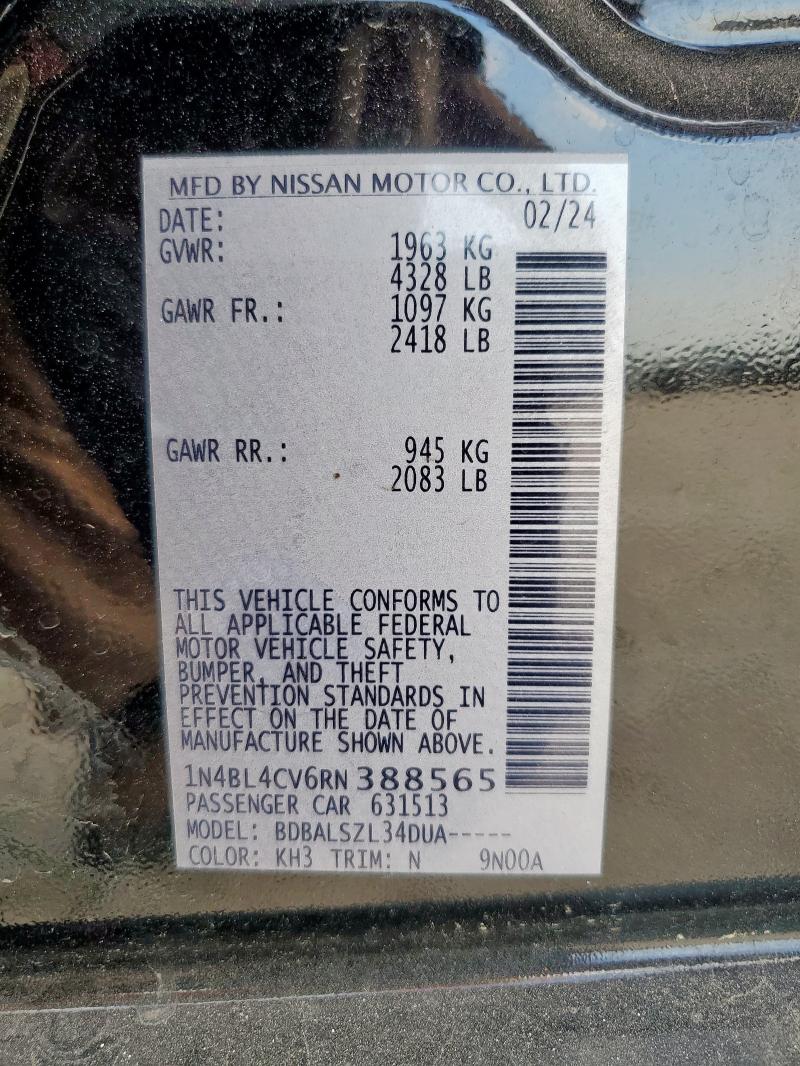 MFD BY NISSAN MOTOR CO., LTD.
DATE: 02/24
GVWR: 1963 KG
4328 LB
GAWR FR.: 1097 KG
2418 LB
GAWR RR.: 945 KG
2083 LB
THIS VEHICLE CONFORMS TO
ALL APPLICABLE FEDERAL
MOTOR VEHICLE SAFETY,
BUMPER, AND THEFT
PREVENTION STANDARDS IN
EFFECT ON THE DATE OF
MANUFACTURE SHOWN ABOVE.
1N4BL4CV6RN388565
PASSENGER CAR 631513
MODEL: BDBALSZL34DUA-----
COLOR: KH3 TRIM: N 9N00A